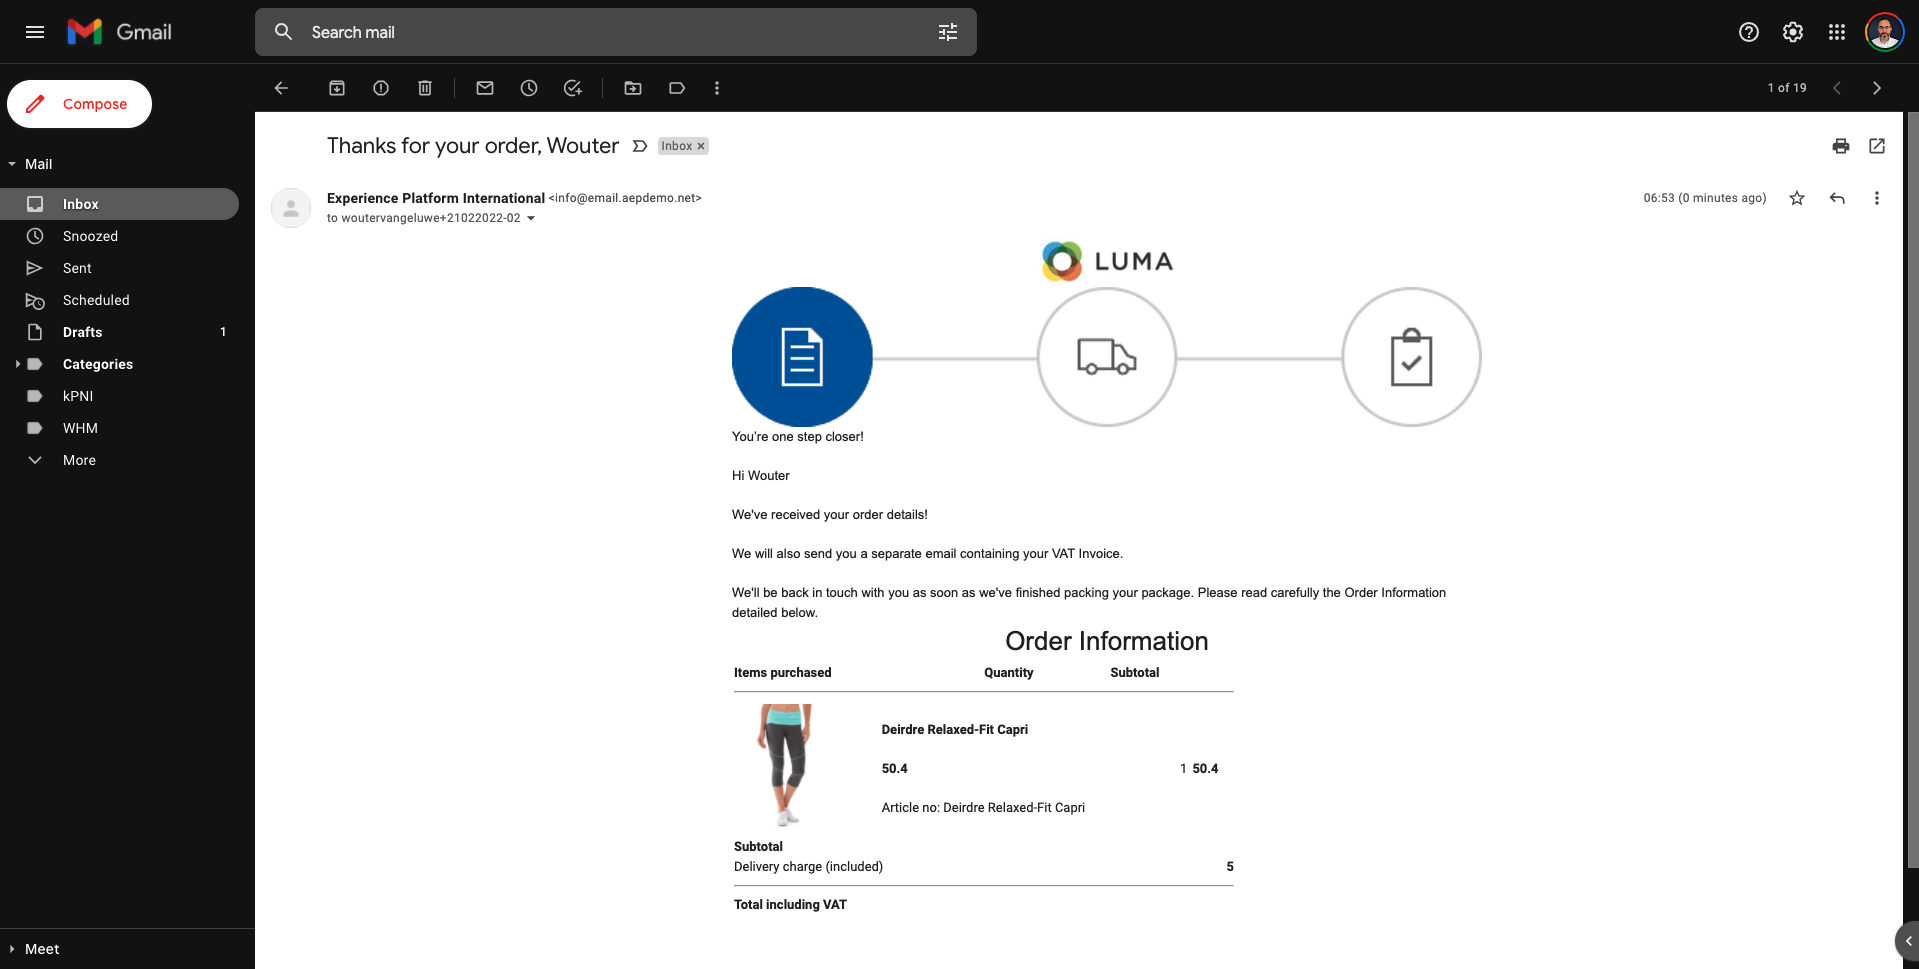 Gmail
Search mail
Compose
1 of 19
Mail
Inbox
Snoozed
Sent
Scheduled
Drafts 1
Categories
kPNI
WHM
More
Meet
Thanks for your order, Wouter Inbox ×
Experience Platform International <info@email.aepdemo.net>
06:53 (0 minutes ago)
to woutervangeluwe+21022022-02
LUMA
You're one step closer!
Hi Wouter
We've received your order details!
We will also send you a separate email containing your VAT Invoice.
We'll be back in touch with you as soon as we've finished packing your package. Please read carefully the Order Information
detailed below.
Order Information
Items purchased Quantity Subtotal
Deirdre Relaxed-Fit Capri
50.4 1 50.4
Article no: Deirdre Relaxed-Fit Capri
Subtotal
Delivery charge (included) 5
Total including VAT